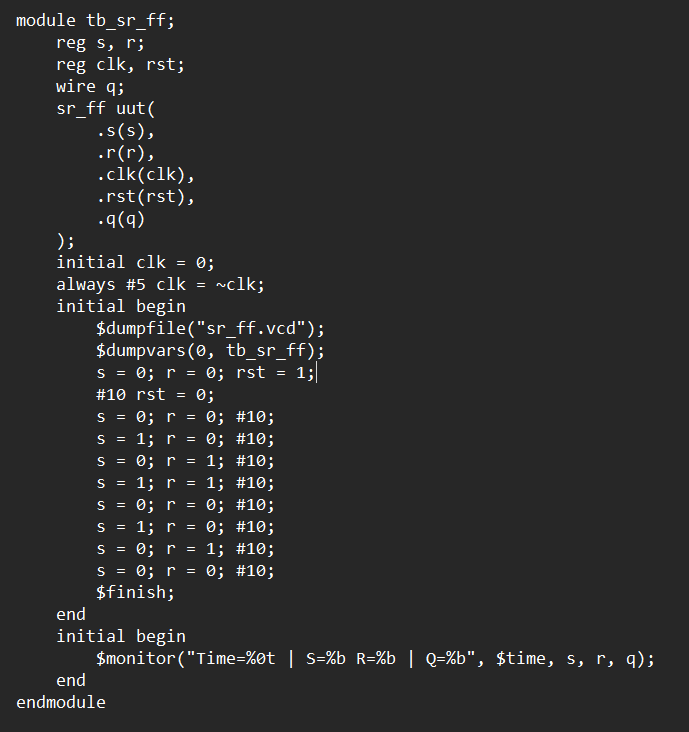 module tb_sr_ff;
    reg s, r;
    reg clk, rst;
    wire q;
    sr_ff uut(
        .s(s),
        .r(r),
        .clk(clk),
        .rst(rst),
        .q(q)
    );
    initial clk = 0;
    always #5 clk = ~clk;
    initial begin
        $dumpfile("sr_ff.vcd");
        $dumpvars(0, tb_sr_ff);
        s = 0; r = 0; rst = 1;
        #10 rst = 0;
        s = 0; r = 0; #10;
        s = 1; r = 0; #10;
        s = 0; r = 1; #10;
        s = 1; r = 1; #10;
        s = 0; r = 0; #10;
        s = 1; r = 0; #10;
        s = 0; r = 1; #10;
        s = 0; r = 0; #10;
        $finish;
    end
    initial begin
        $monitor("Time=%0t | S=%b R=%b | Q=%b", $time, s, r, q);
    end
endmodule